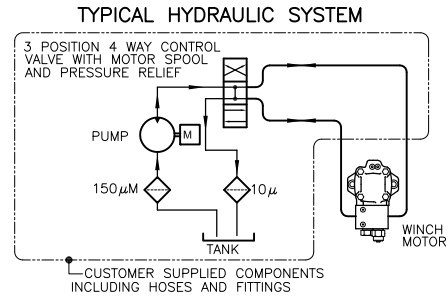 TYPICAL HYDRAULIC SYSTEM
3 POSITION 4 WAY CONTROL
VALVE WITH MOTOR SPOOL
AND PRESSURE RELIEF
PUMP
M
150µM
10µ
TANK
WINCH
MOTOR
CUSTOMER SUPPLIED COMPONENTS
INCLUDING HOSES AND FITTINGS